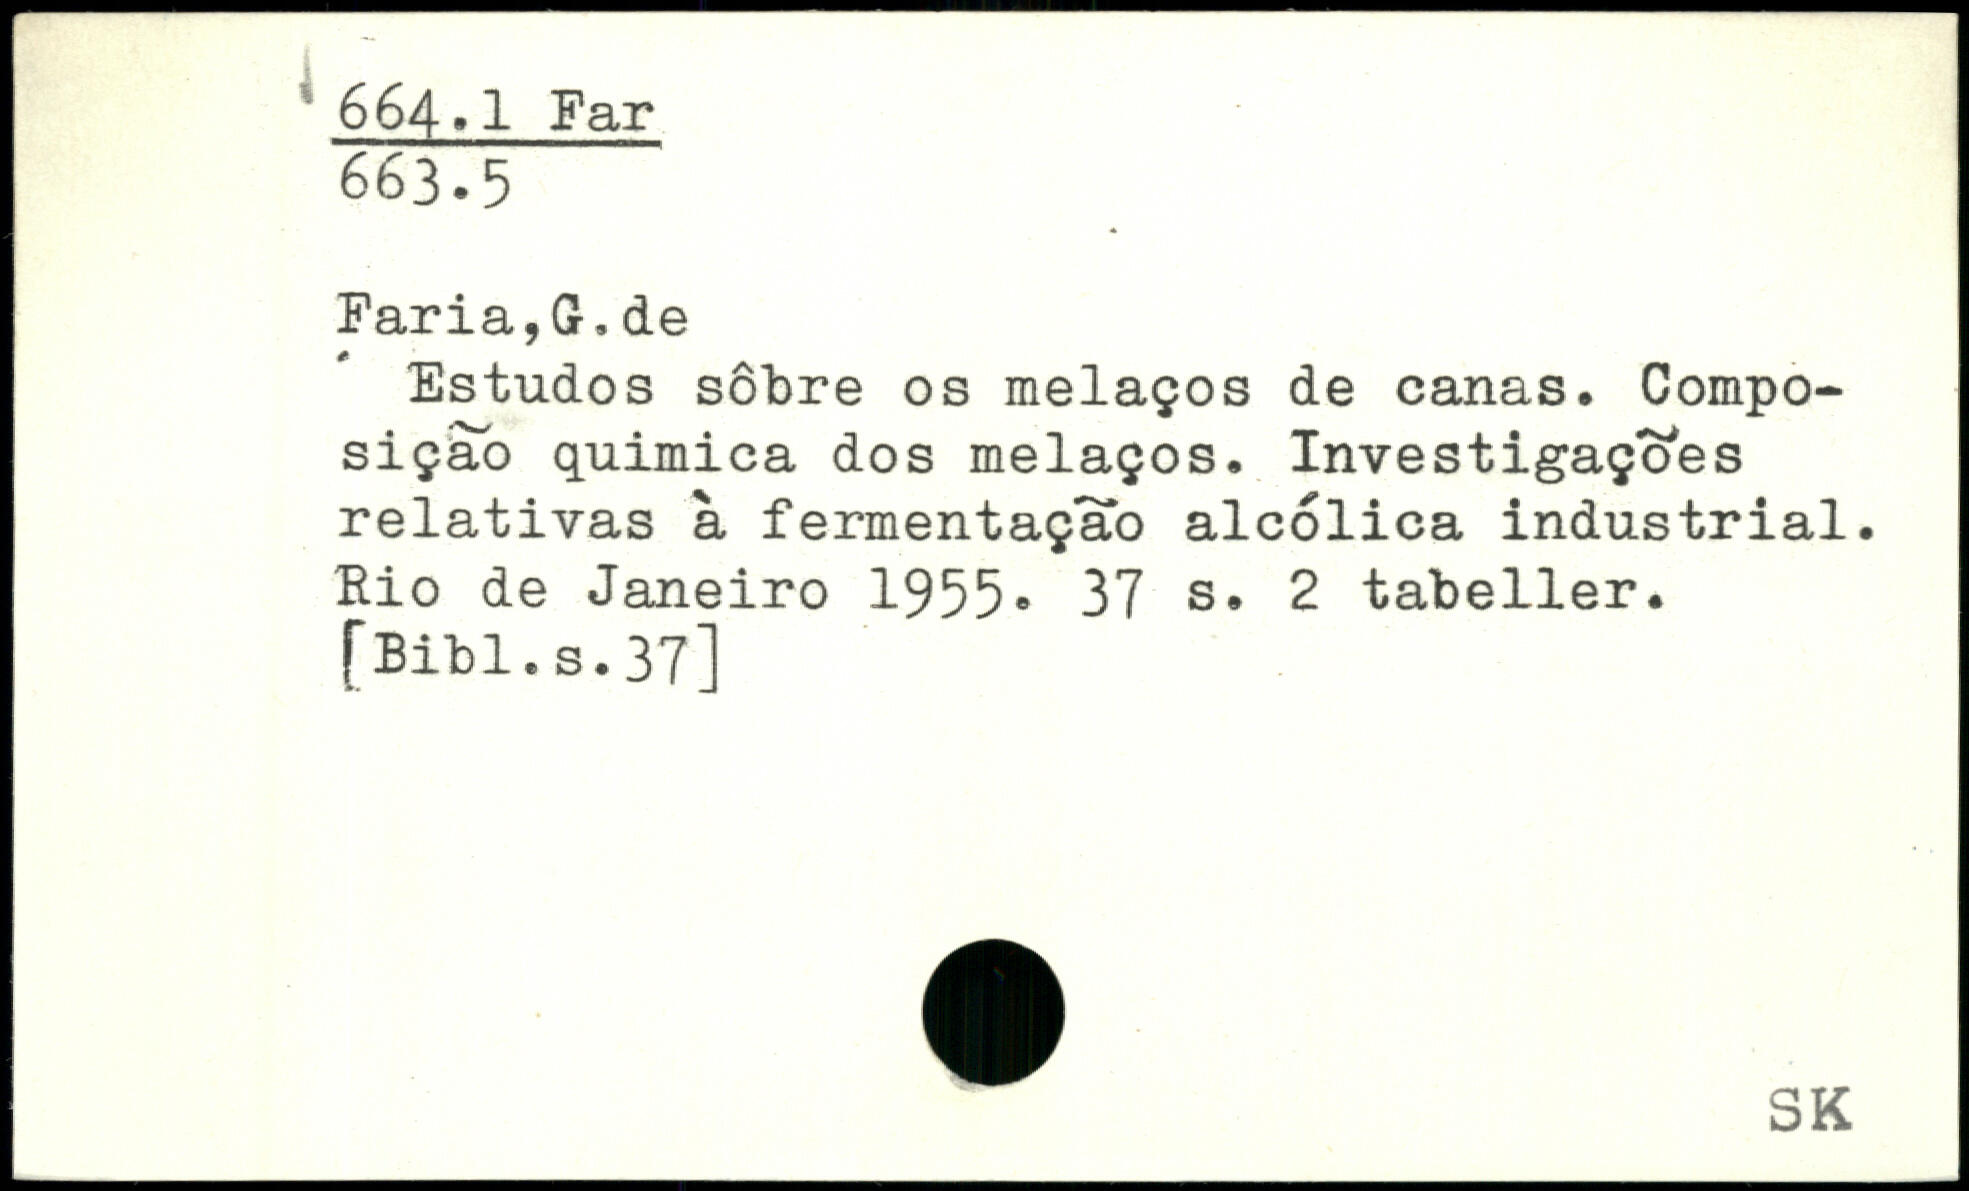 664.1 Far
663.5
Faria,G.de
Estudos sôbre os melaços de canas. Compo-
sição quimica dos melaços. Investigações
relativas à fermentação alcólica industrial.
Rio de Janeiro 1955. 37 s. 2 tabeller.
[Bibl.s.37]
SK